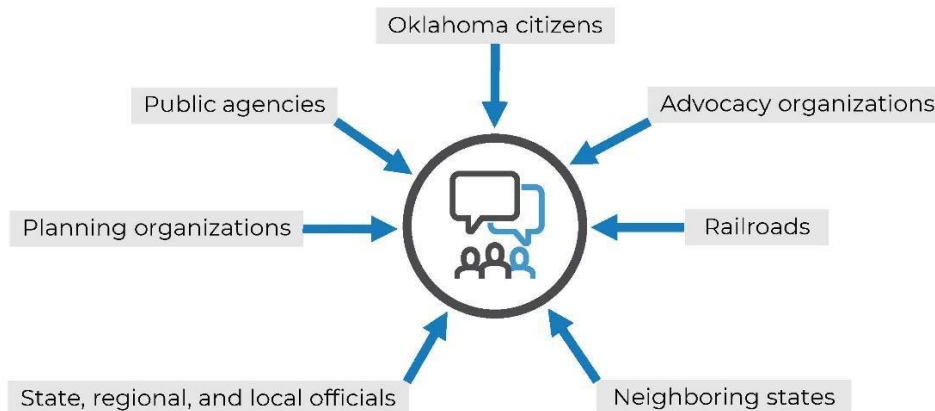 Oklahoma citizens
Public agencies
Advocacy organizations
Planning organizations
Railroads
State, regional, and local officials
Neighboring states